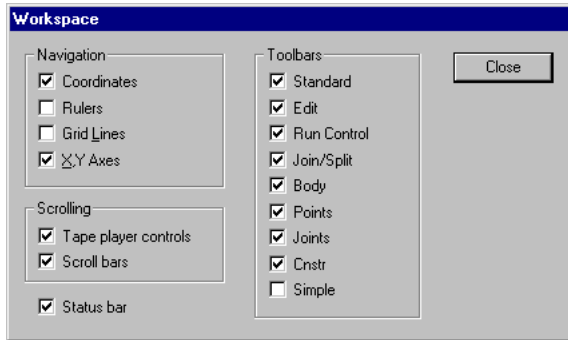 Workspace
Navigation
Coordinates
Rulers
Grid Lines
X,Y Axes
Scrolling
Tape player controls
Scroll bars
Status bar
Toolbars
Standard
Edit
Run Control
Join/Split
Body
Points
Joints
Cnstr
Simple
Close